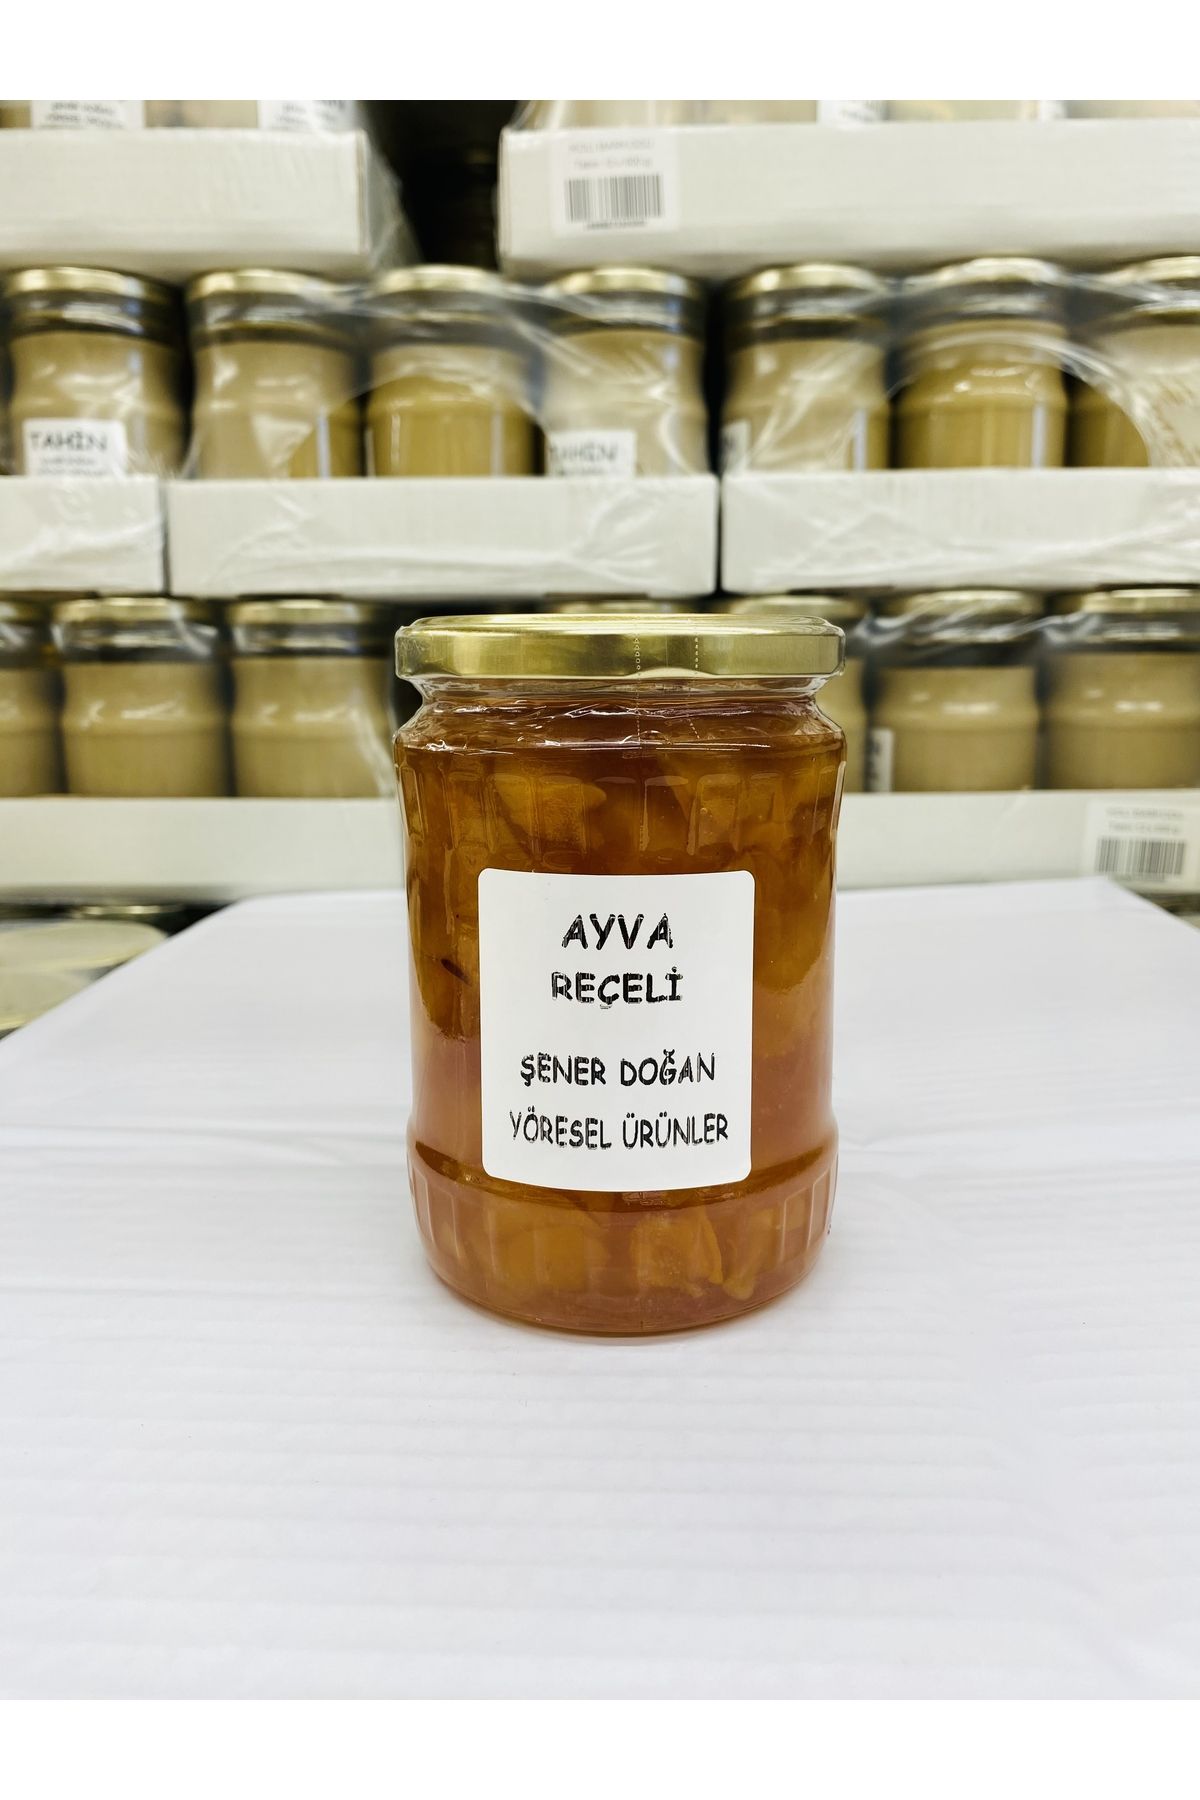 TAHİN
TAHİN
AYVA
REÇELİ
ŞENER DOĞAN
YÖRESEL ÜRÜNLER